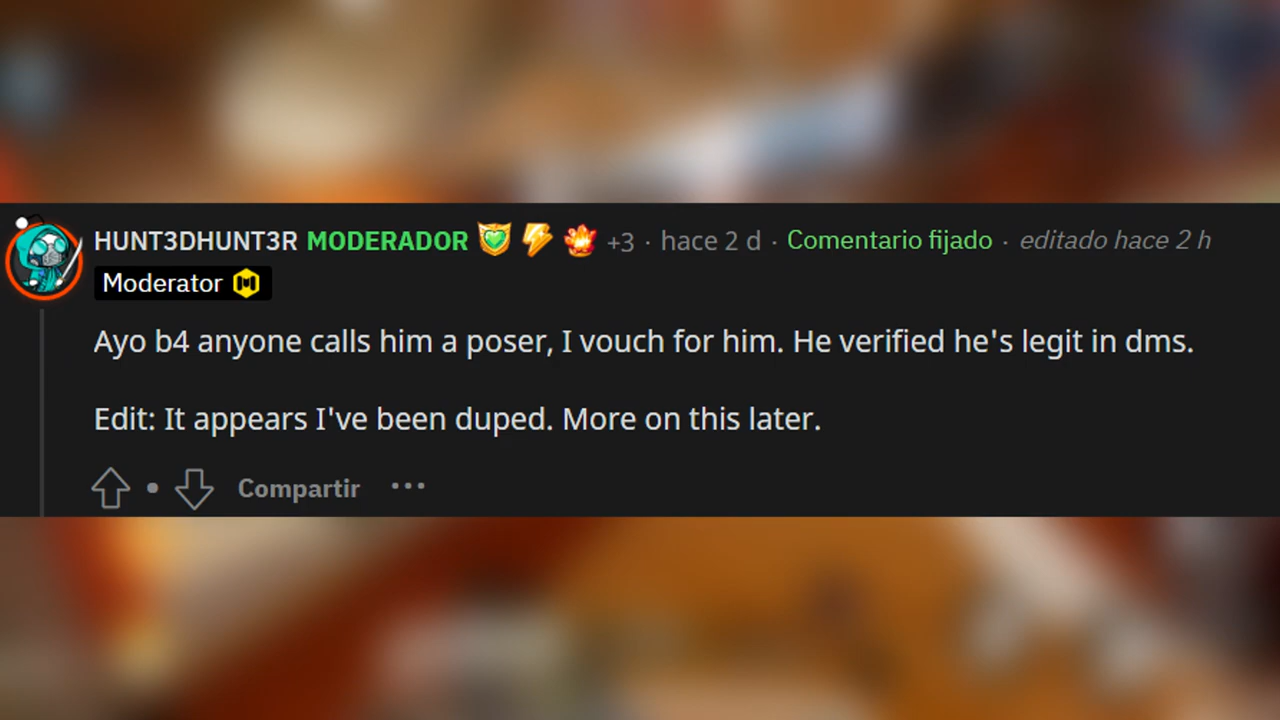 HUNT3DHUNT3R MODERADOR +3 · hace 2 d · Comentario fijado · editado hace 2 h
Moderator
Ayo b4 anyone calls him a poser, I vouch for him. He verified he's legit in dms.
Edit: It appears I've been duped. More on this later.
Compartir